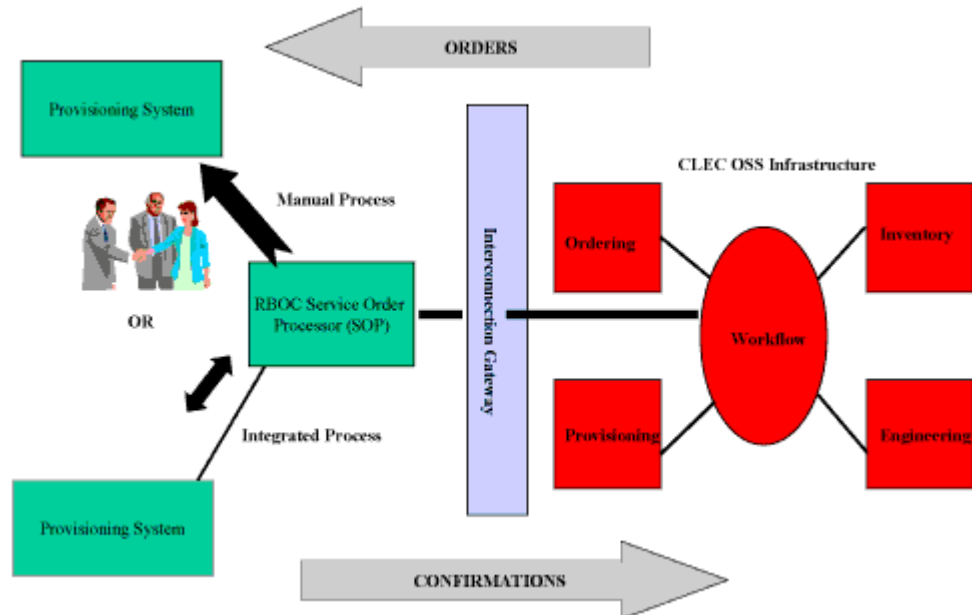 ORDERS
Provisioning System
CLEC OSS Infrastructure
Manual Process
Ordering
Inventory
Interconnection Gateway
RBOC Service Order
Processor (SOP)
OR
Workflow
Integrated Process
Provisioning
Engineering
Provisioning System
CONFIRMATIONS